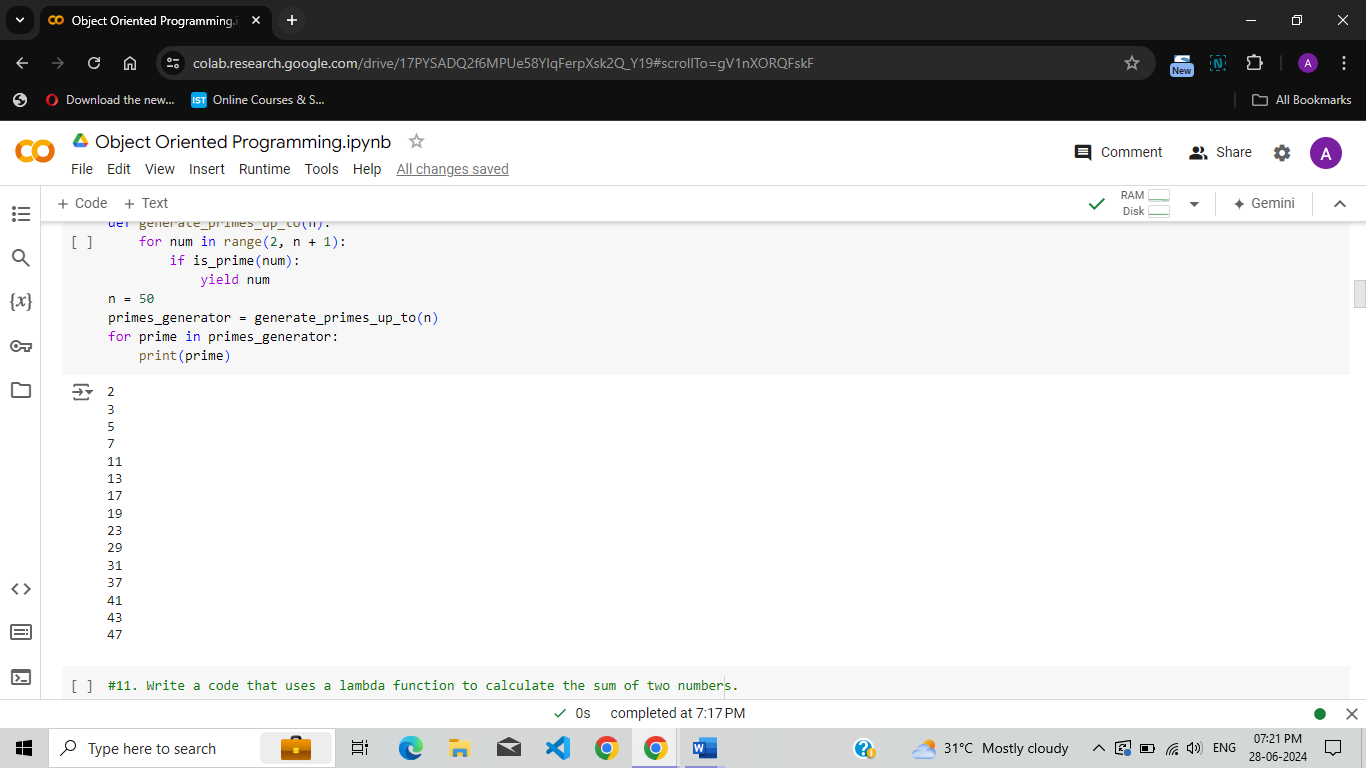 Object Oriented Programming.i
colab.research.google.com/drive/17PYSADQ2f6MPUe58YIqFerpXsk2Q_Y19#scrollTo=gV1nXORQFskF
New
N
A
Download the new...
IST
Online Courses & S...
All Bookmarks
Object Oriented Programming.ipynb
File Edit View Insert Runtime Tools Help All changes saved
Comment
Share
A
+ Code + Text
RAM
Disk
Gemini
def generate_primes_up_to(n):
[ ] for num in range(2, n + 1):
if is_prime(num):
yield num
n = 50
primes_generator = generate_primes_up_to(n)
for prime in primes_generator:
print(prime)
{x}
2
3
5
7
11
13
17
19
23
29
31
37
41
43
47
[ ] #11. Write a code that uses a lambda function to calculate the sum of two numbers.
0s completed at 7:17 PM
Type here to search
31°C Mostly cloudy
ENG
07:21 PM
28-06-2024